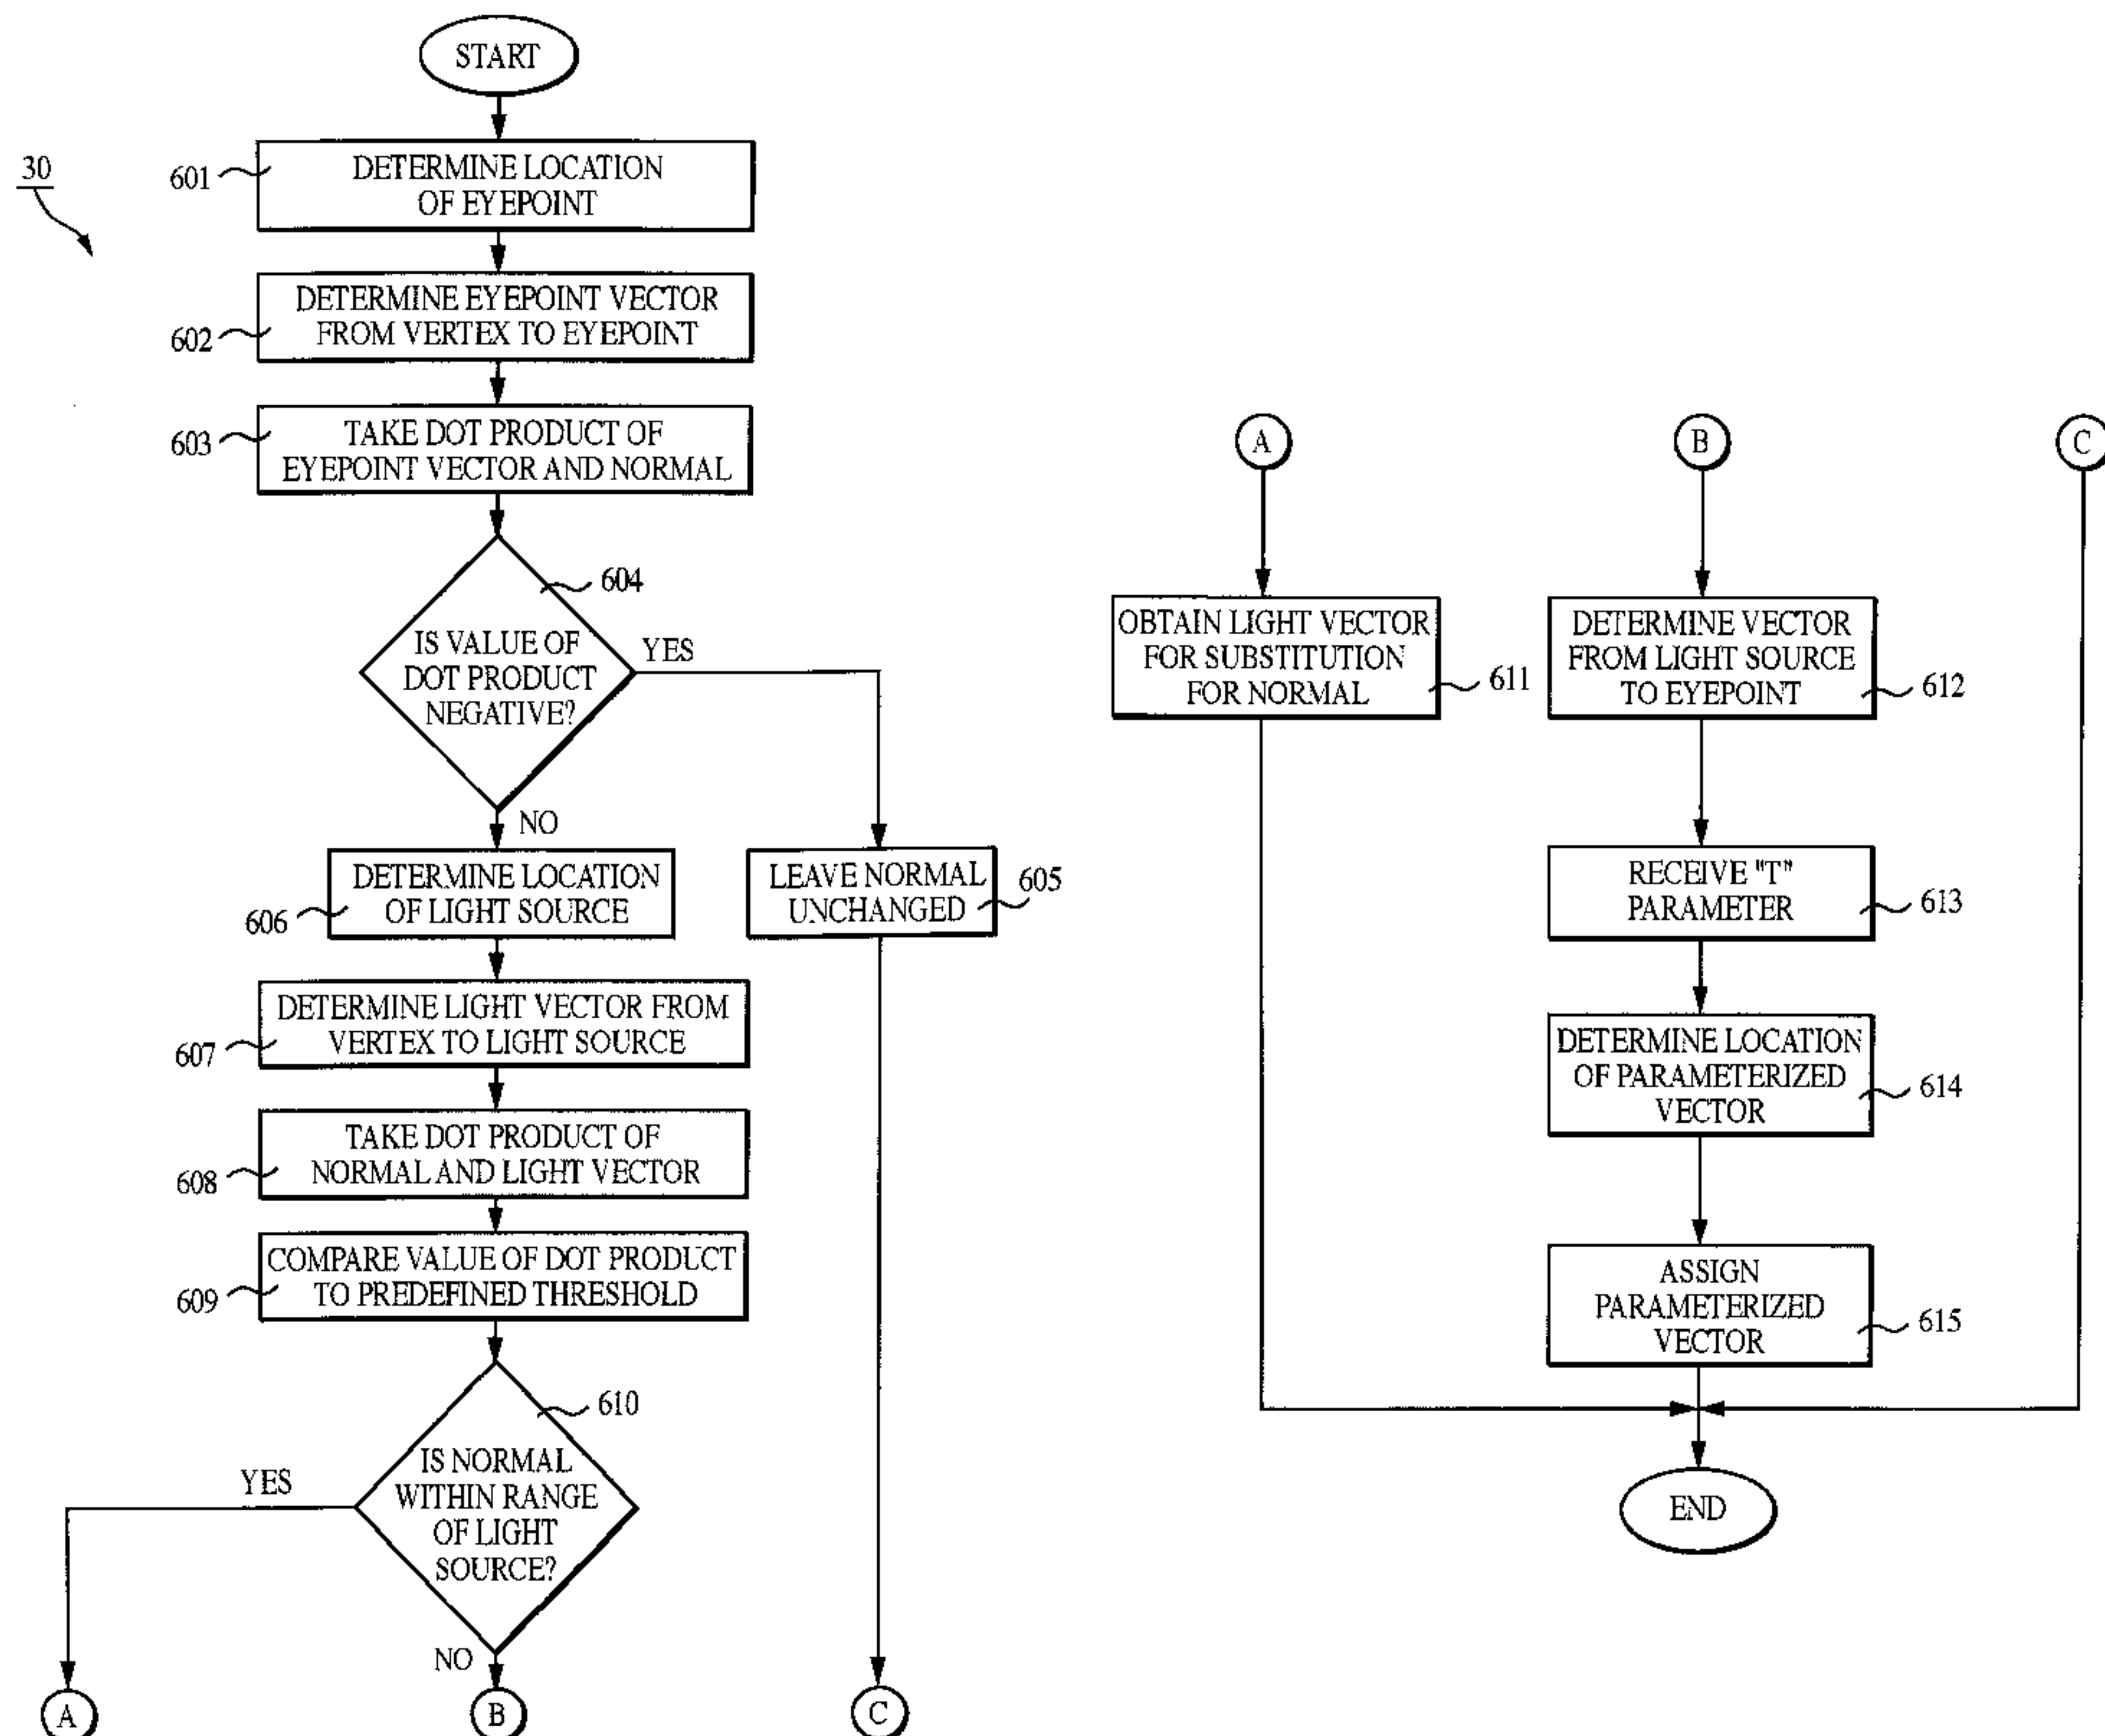 START
30
601
DETERMINE LOCATION
OF EYEPOINT
602
DETERMINE EYEPOINT VECTOR
FROM VERTEX TO EYEPOINT
603
TAKE DOT PRODUCT OF
EYEPOINT VECTOR AND NORMAL
604
IS VALUE OF
DOT PRODUCT
NEGATIVE?
YES
NO
606
DETERMINE LOCATION
OF LIGHT SOURCE
LEAVE NORMAL
UNCHANGED
605
607
DETERMINE LIGHT VECTOR FROM
VERTEX TO LIGHT SOURCE
608
TAKE DOT PRODUCT OF
NORMAL AND LIGHT VECTOR
609
COMPARE VALUE OF DOT PRODUCT
TO PREDEFINED THRESHOLD
610
IS NORMAL
WITHIN RANGE
OF LIGHT
SOURCE?
YES
NO
A
B
C
A
B
C
OBTAIN LIGHT VECTOR
FOR SUBSTITUTION
FOR NORMAL
611
DETERMINE VECTOR
FROM LIGHT SOURCE
TO EYEPOINT
612
RECEIVE "T"
PARAMETER
613
DETERMINE LOCATION
OF PARAMETERIZED
VECTOR
614
ASSIGN
PARAMETERIZED
VECTOR
615
END